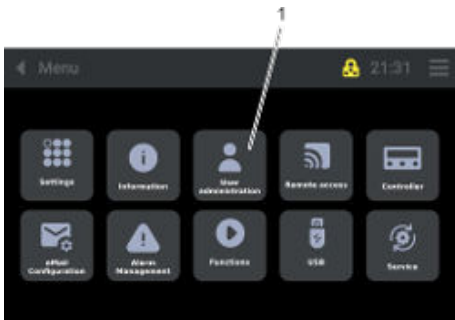 1
Menu 21:31
Settings Information User administration Remote access Controller
eMail Configuration Alarm Management Functions USB Service